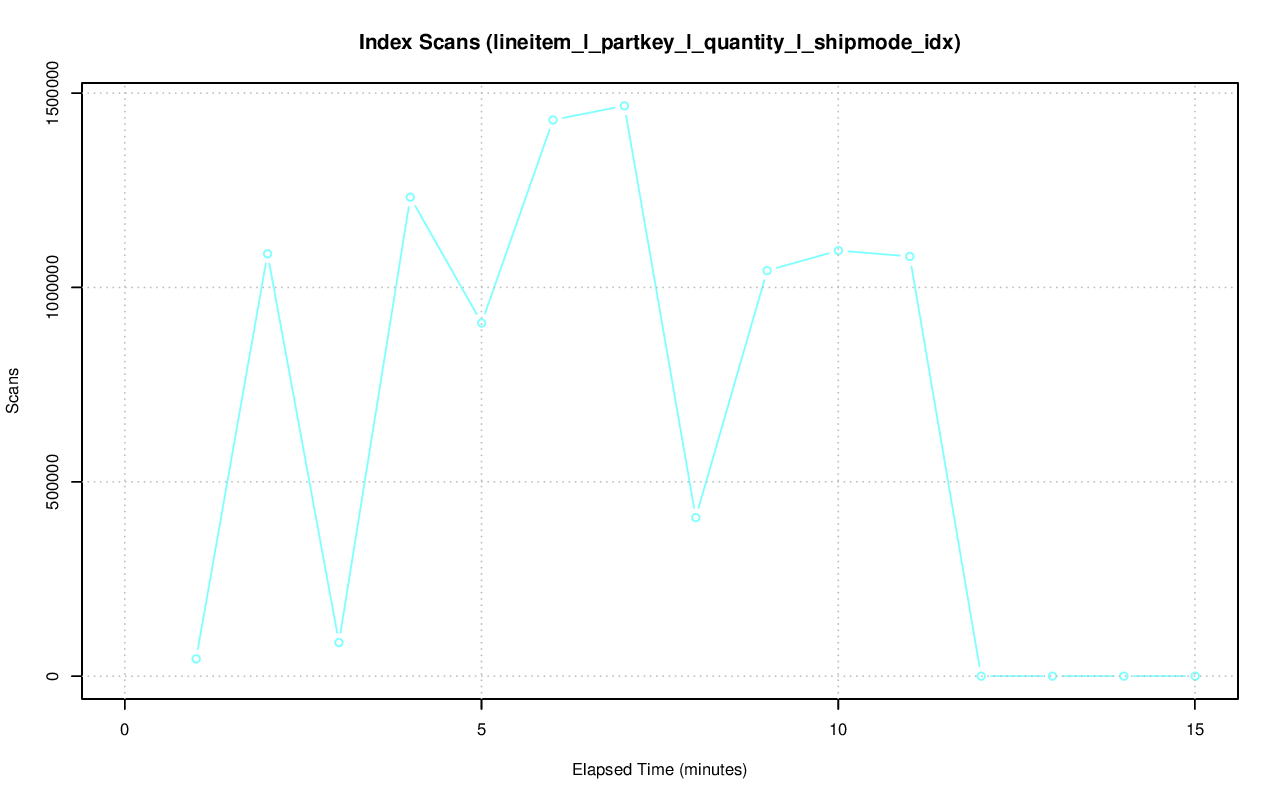 Index Scans (lineitem_l_partkey_l_quantity_l_shipmode_idx)
1500000
1000000
500000
0
Scans
0 5 10 15
Elapsed Time (minutes)